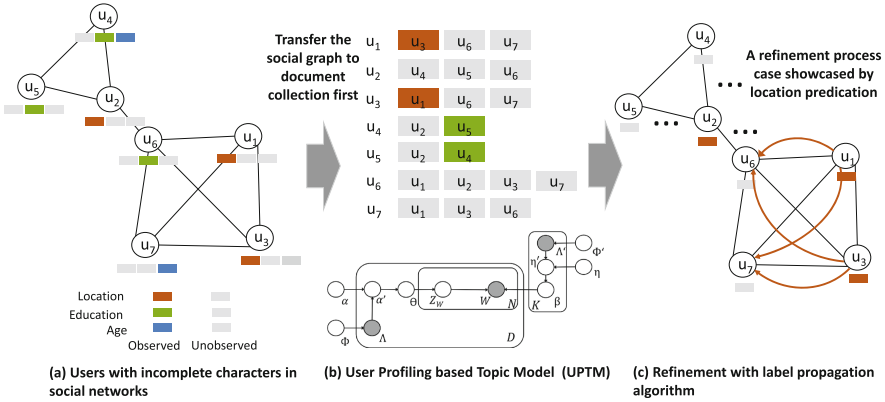 u4
u5
u2
u6
u1
u7
u3
Location
Education
Age
Observed
Unobserved
(a) Users with incomplete characters in
social networks
Transfer the
social graph to
document
collection first
u1 u3 u6 u7
u2 u4 u5 u6
u3 u1 u6 u7
u4 u2 u5
u5 u2 u4
u6 u1 u2 u3 u7
u7 u1 u3 u6
α α′ Θ Z_W W N K β
Φ Λ D
η′ Λ′ Φ′
η
(b) User Profiling based Topic Model (UPTM)
u4
A refinement process
case showcased by
location predication
...
u5
...
u2
...
u6
u1
u7
u3
(c) Refinement with label propagation
algorithm